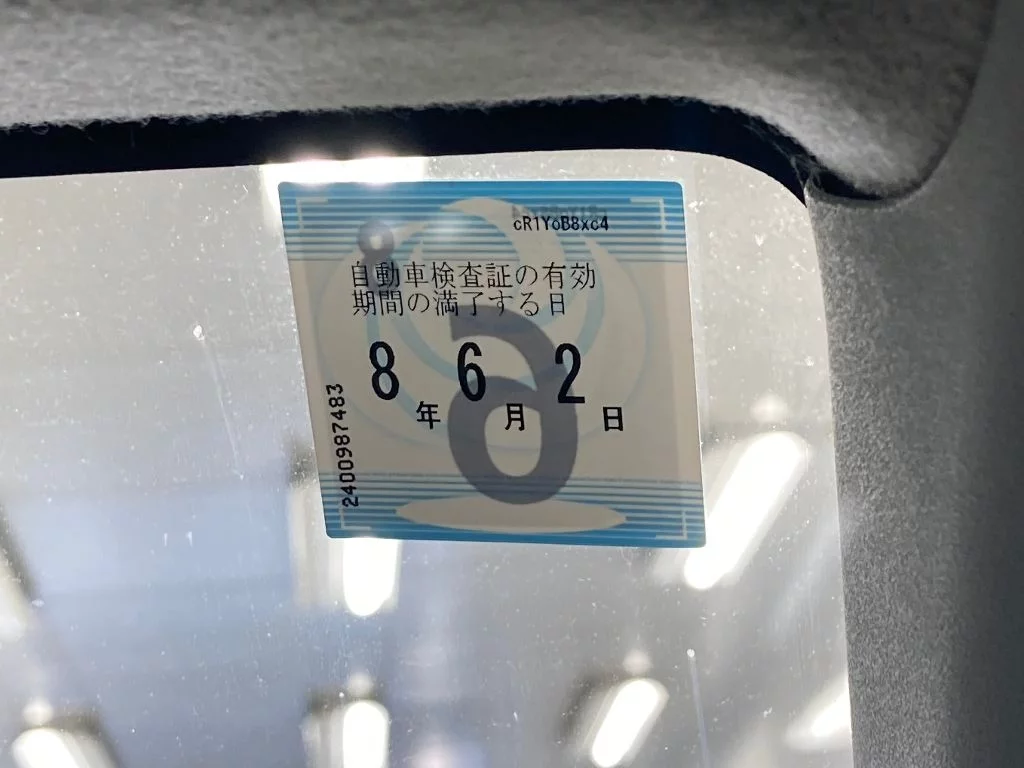 cR1YoB8xc4
自動車検査証の有効
期間の満了する日
8年 6月 2日
2400987483
8
6